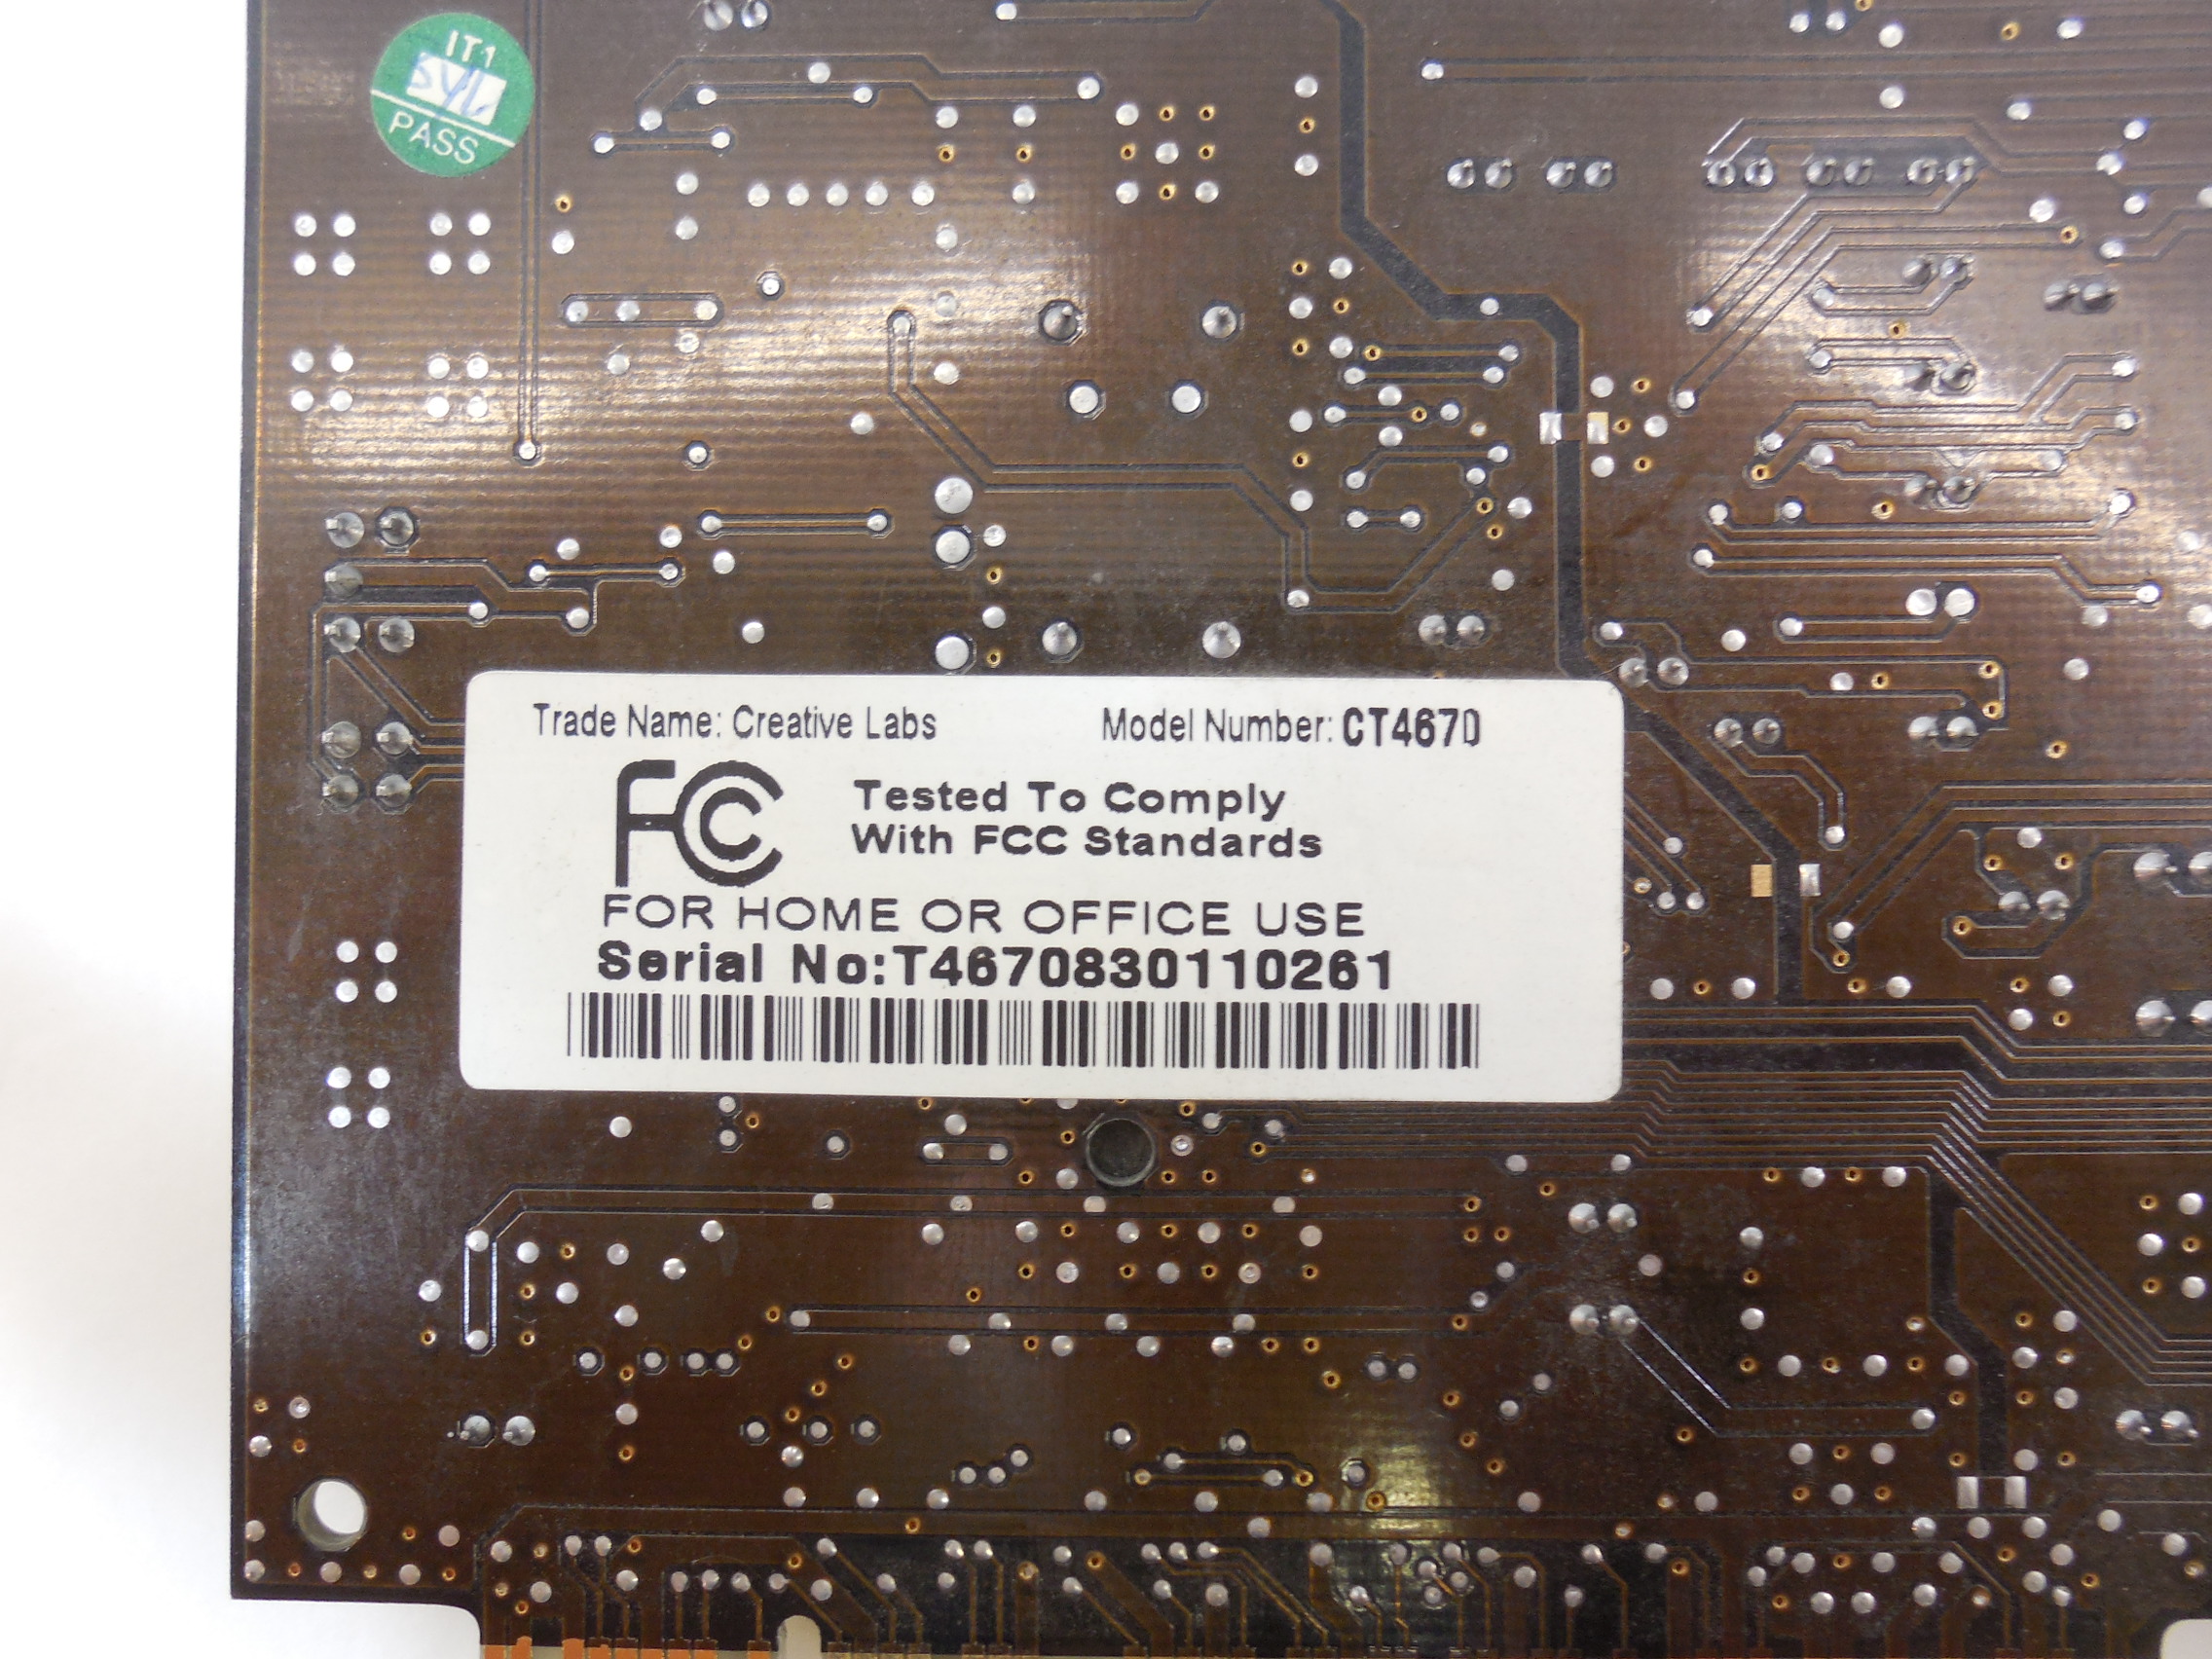 IT1
PASS
Trade Name: Creative Labs
Model Number: CT4670
FCC
Tested To Comply
With FCC Standards
FOR HOME OR OFFICE USE
Serial No:T4670830110261